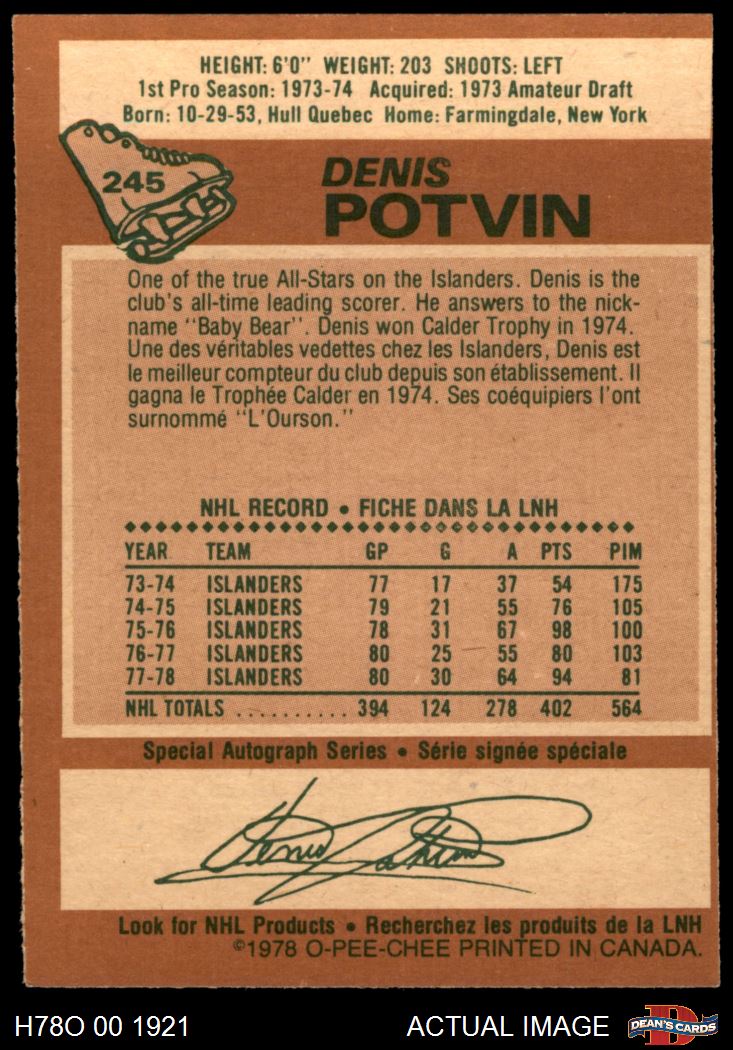 HEIGHT: 6'0" WEIGHT: 203 SHOOTS: LEFT
1st Pro Season: 1973-74 Acquired: 1973 Amateur Draft
Born: 10-29-53, Hull Quebec Home: Farmingdale, New York
245
DENIS
POTVIN
One of the true All-Stars on the Islanders. Denis is the
club's all-time leading scorer. He answers to the nick-
name "Baby Bear". Denis won Calder Trophy in 1974.
Une des véritables vedettes chez les Islanders, Denis est
le meilleur compteur du club depuis son établissement. Il
gagna le Trophée Calder en 1974. Ses coéquipiers l'ont
surnommé "L'Ourson."
NHL RECORD • FICHE DANS LA LNH
YEAR TEAM GP G A PTS PIM
73-74 ISLANDERS 77 17 37 54 175
74-75 ISLANDERS 79 21 55 76 105
75-76 ISLANDERS 78 31 67 98 100
76-77 ISLANDERS 80 25 55 80 103
77-78 ISLANDERS 80 30 64 94 81
NHL TOTALS .......... 394 124 278 402 564
Special Autograph Series • Série signée spéciale
Denis Potvin
Look for NHL Products • Recherchez les produits de la LNH
©1978 O-PEE-CHEE PRINTED IN CANADA.
H78O 00 1921 ACTUAL IMAGE DEAN'S CARDS